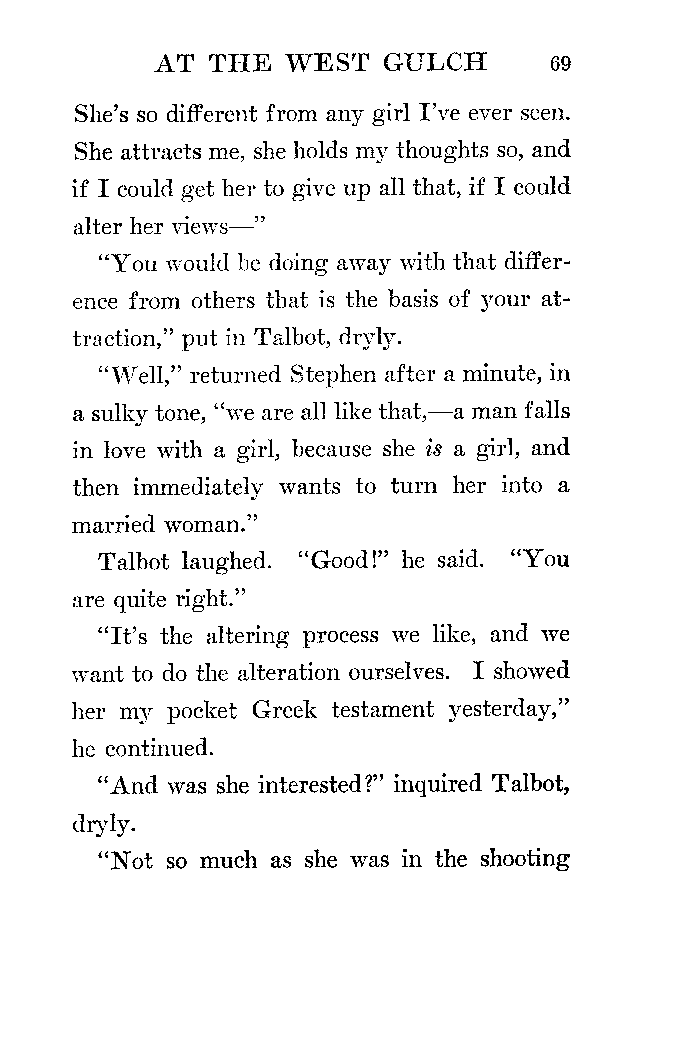 AT THE WEST GULCH 69
She's so different from any girl I've ever seen.
She attracts me, she holds my thoughts so, and
if I could get her to give up all that, if I could
alter her views—"
"You would be doing away with that differ-
ence from others that is the basis of your at-
traction," put in Talbot, dryly.
"Well," returned Stephen after a minute, in
a sulky tone, "we are all like that,—a man falls
in love with a girl, because she is a girl, and
then immediately wants to turn her into a
married woman."
Talbot laughed. "Good!" he said. "You
are quite right."
"It's the altering process we like, and we
want to do the alteration ourselves. I showed
her my pocket Greek testament yesterday,"
he continued.
"And was she interested?" inquired Talbot,
dryly.
"Not so much as she was in the shooting